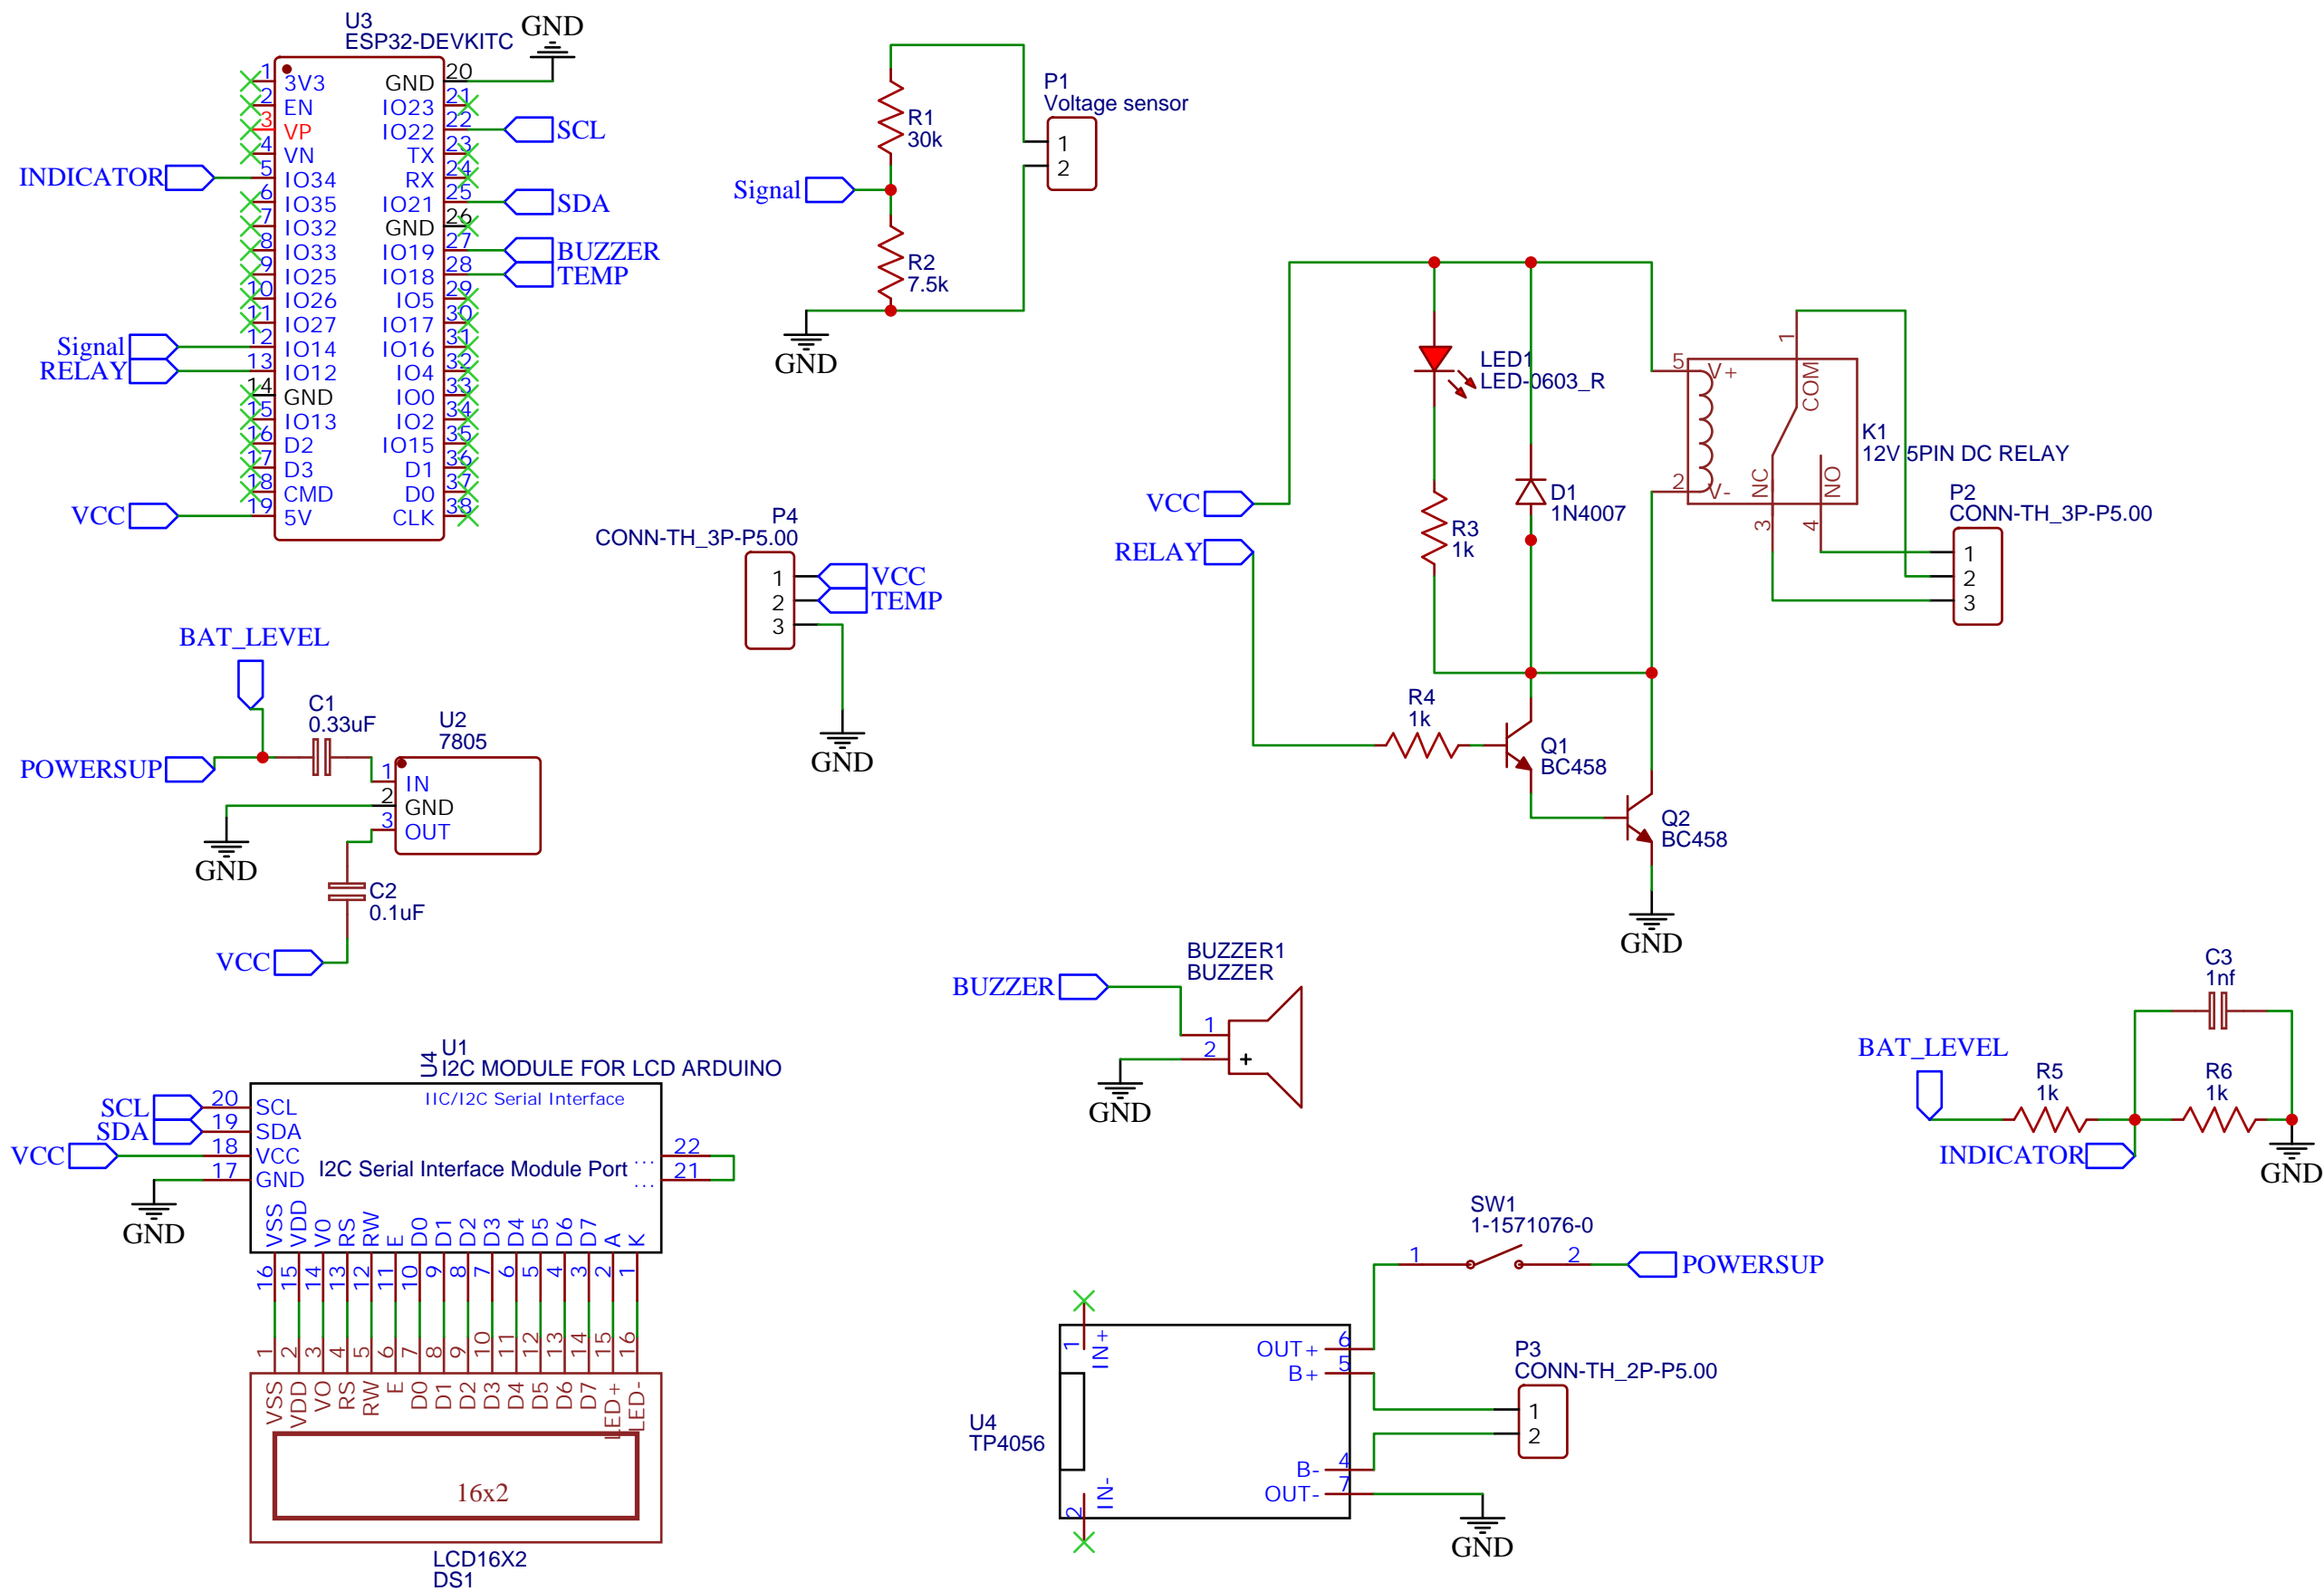 U3
ESP32-DEVKITC
GND
1 3V3
2 EN
3 VP
4 VN
5 IO34
6 IO35
7 IO32
8 IO33
9 IO25
10 IO26
11 IO27
12 IO14
13 IO12
14 GND
15 IO13
16 D2
17 D3
18 CMD
19 5V
GND 20
IO23 21
IO22 22
TX 23
RX 24
IO21 25
GND 26
IO19 27
IO18 28
IO5 29
IO17 30
IO16 31
IO4 32
IO0 33
IO2 34
IO15 35
D1 36
D0 37
CLK 38
INDICATOR
Signal
RELAY
VCC
SCL
SDA
BUZZER
TEMP
R1
30k
Signal
R2
7.5k
GND
P1
Voltage sensor
1
2
VCC
RELAY
LED1
LED-0603_R
R3
1k
D1
1N4007
5 V+
2 V-
1 COM
NC 3
NO 4
K1
12V 5PIN DC RELAY
P2
CONN-TH_3P-P5.00
1
2
3
R4
1k
Q1
BC458
Q2
BC458
GND
P4
CONN-TH_3P-P5.00
1 VCC
2 TEMP
3
GND
BAT_LEVEL
POWERSUP
C1
0.33uF
U2
7805
1 IN
2 GND
3 OUT
GND
C2
0.1uF
VCC
BUZZER1
BUZZER
BUZZER
1
2 +
GND
C3
1nf
BAT_LEVEL
R5
1k
R6
1k
INDICATOR
GND
U4
U1
I2C MODULE FOR LCD ARDUINO
IIC/I2C Serial Interface
SCL 20 SCL
SDA 19 SDA
VCC 18 VCC
17 GND
GND
I2C Serial Interface Module Port
... 22
... 21
VSS VDD V0 RS RW E D0 D1 D2 D3 D4 D5 D6 D7 A K
16 15 14 13 12 11 10 9 8 7 6 5 4 3 2 1
1 2 3 4 5 6 7 8 9 10 11 12 13 14 15 16
VSS VDD VO RS RW E D0 D1 D2 D3 D4 D5 D6 D7 LED+ LED-
16x2
LCD16X2
DS1
SW1
1-1571076-0
1 2
POWERSUP
U4
TP4056
1 IN+
2 IN-
OUT+ 6
B+ 5
B- 4
OUT- 7
P3
CONN-TH_2P-P5.00
1
2
GND